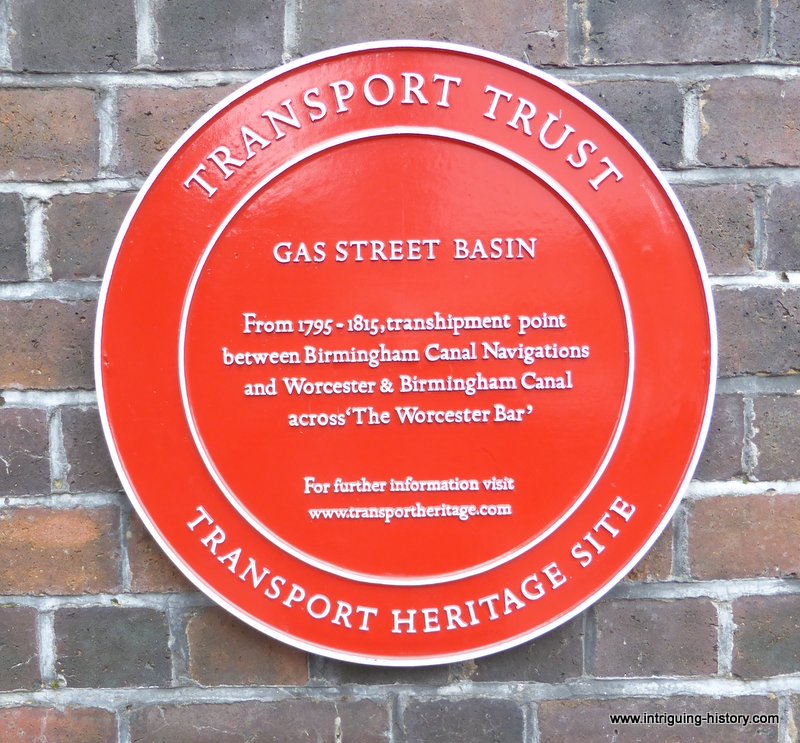 TRANSPORT TRUST
GAS STREET BASIN
From 1795-1815, transhipment point
between Birmingham Canal Navigations
and Worcester & Birmingham Canal
across 'The Worcester Bar'
For further information visit
www.transportheritage.com
TRANSPORT HERITAGE SITE
www.intriguing-history.com